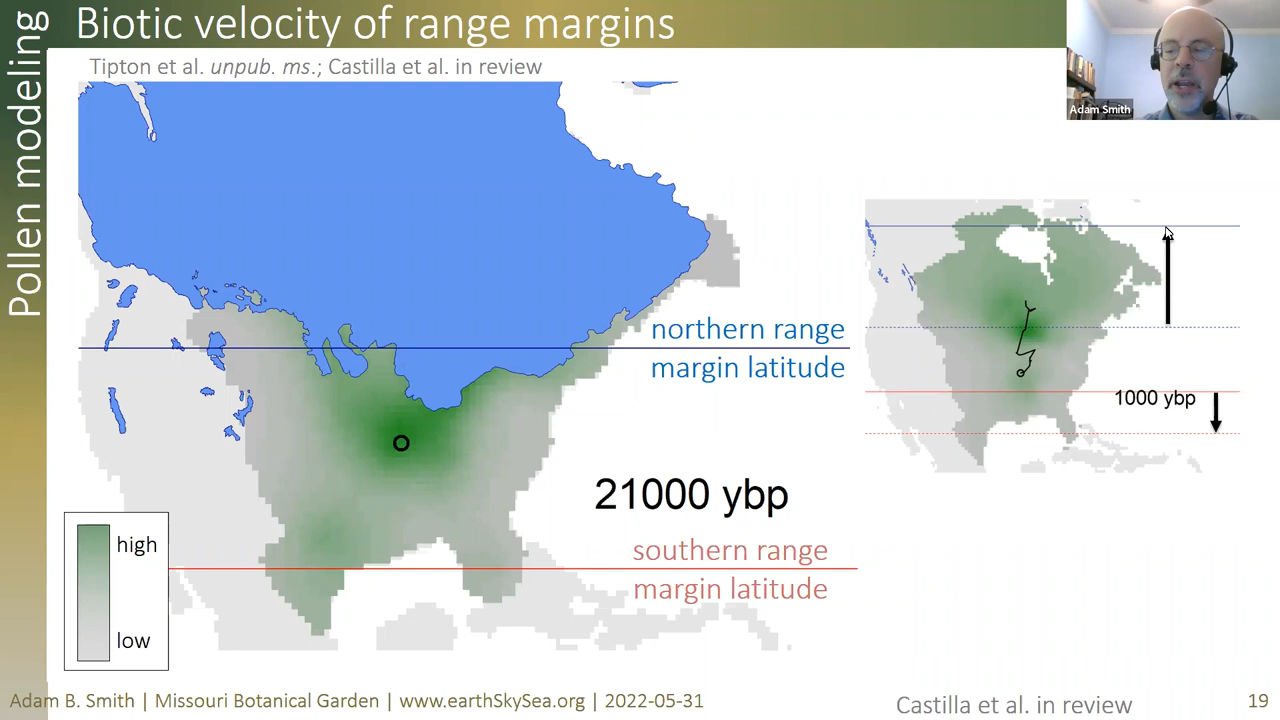 Pollen modeling
Biotic velocity of range margins
Tipton et al. unpub. ms.; Castilla et al. in review
Adam Smith
northern range
margin latitude
1000 ybp
21000 ybp
southern range
margin latitude
high
low
Adam B. Smith | Missouri Botanical Garden | www.earthSkySea.org | 2022-05-31
Castilla et al. in review
19